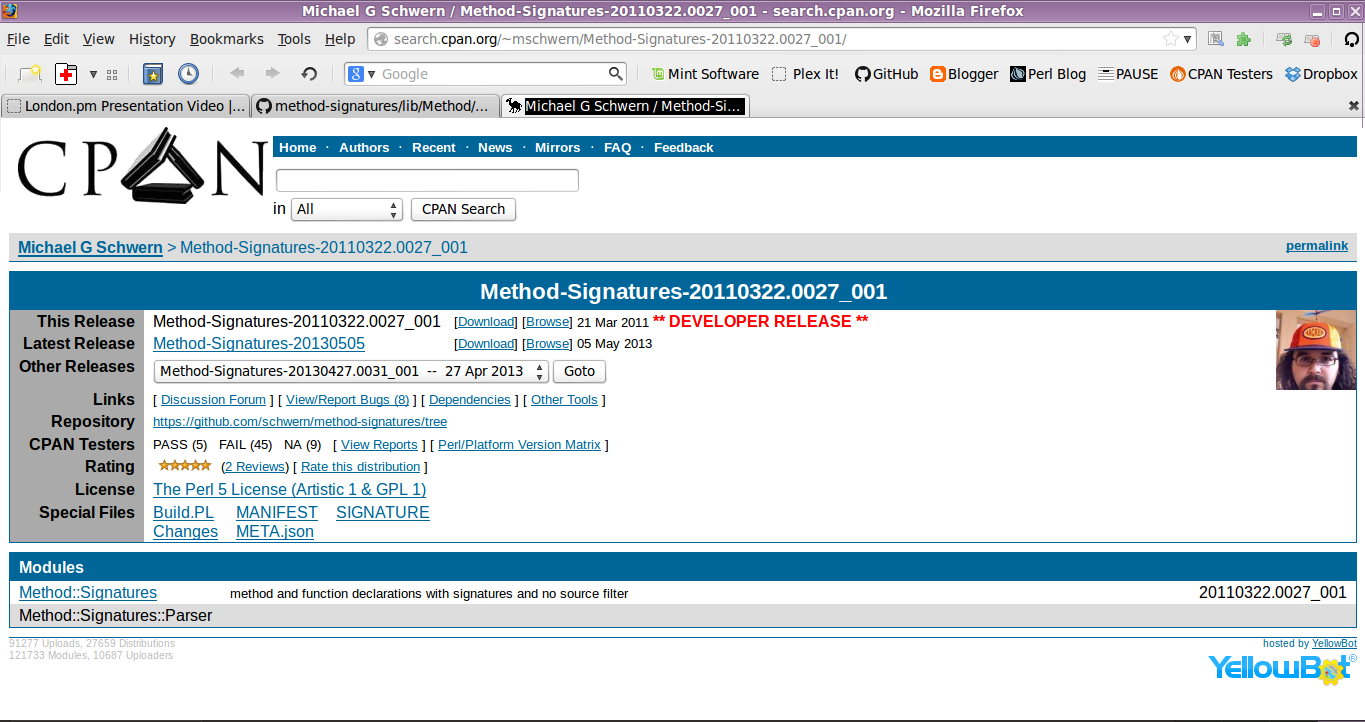 Michael G Schwern / Method-Signatures-20110322.0027_001 - search.cpan.org - Mozilla Firefox
File Edit View History Bookmarks Tools Help search.cpan.org/~mschwern/Method-Signatures-20110322.0027_001/
Google Mint Software Plex It! GitHub Blogger Perl Blog PAUSE CPAN Testers Dropbox
London.pm Presentation Video |... method-signatures/lib/Method/... Michael G Schwern / Method-Si...
CPAN
Home · Authors · Recent · News · Mirrors · FAQ · Feedback
in All CPAN Search
Michael G Schwern > Method-Signatures-20110322.0027_001 permalink
Method-Signatures-20110322.0027_001
This Release Method-Signatures-20110322.0027_001 [Download] [Browse] 21 Mar 2011 ** DEVELOPER RELEASE **
Latest Release Method-Signatures-20130505 [Download] [Browse] 05 May 2013
Other Releases Method-Signatures-20130427.0031_001 -- 27 Apr 2013 Goto
Links [ Discussion Forum ] [ View/Report Bugs (8) ] [ Dependencies ] [ Other Tools ]
Repository https://github.com/schwern/method-signatures/tree
CPAN Testers PASS (5) FAIL (45) NA (9) [ View Reports ] [ Perl/Platform Version Matrix ]
Rating (2 Reviews) [ Rate this distribution ]
License The Perl 5 License (Artistic 1 & GPL 1)
Special Files Build.PL MANIFEST SIGNATURE
Changes META.json
Modules
Method::Signatures method and function declarations with signatures and no source filter 20110322.0027_001
Method::Signatures::Parser
91277 Uploads, 27659 Distributions hosted by YellowBot
121733 Modules, 10687 Uploaders
YellowBot®